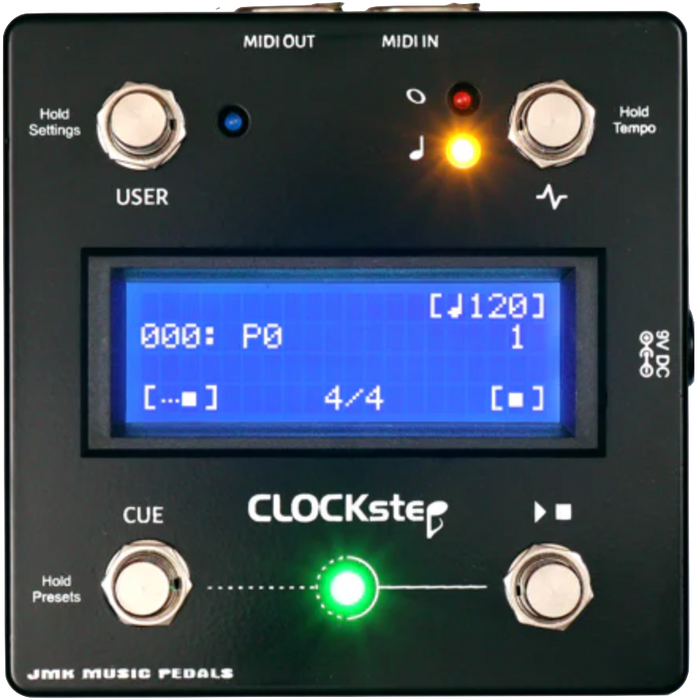 MIDI OUT MIDI IN
Hold
Settings
Hold
Tempo
USER
[♩120]
000: P0 1
[…■] 4/4 [■]
9V DC
CUE
CLOCKstep
Hold
Presets
JMK MUSIC PEDALS